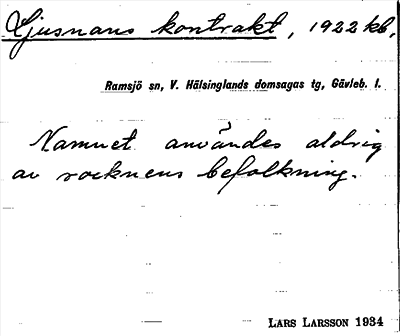 Ljusnans kontrakt, 1922 kb,
Ramsjö sn, V. Hälsinglands domsagas tg, Gävleb. l.
Namnet användes aldrig
av socknens befolkning.
LARS LARSSON 1934